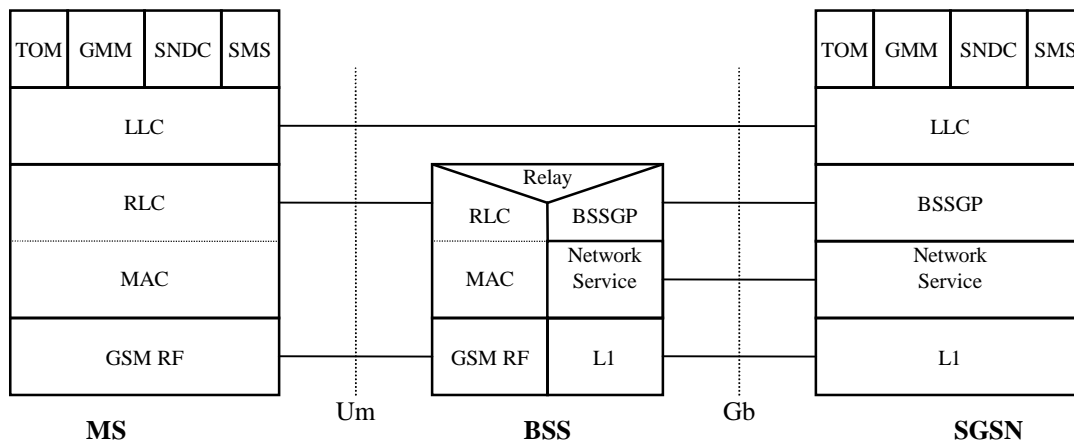 TOM GMM SNDC SMS
TOM GMM SNDC SMS
LLC
LLC
Relay
RLC
RLC
BSSGP
BSSGP
MAC
MAC
Network
Service
Network
Service
GSM RF
GSM RF
L1
L1
Um
Gb
MS
BSS
SGSN